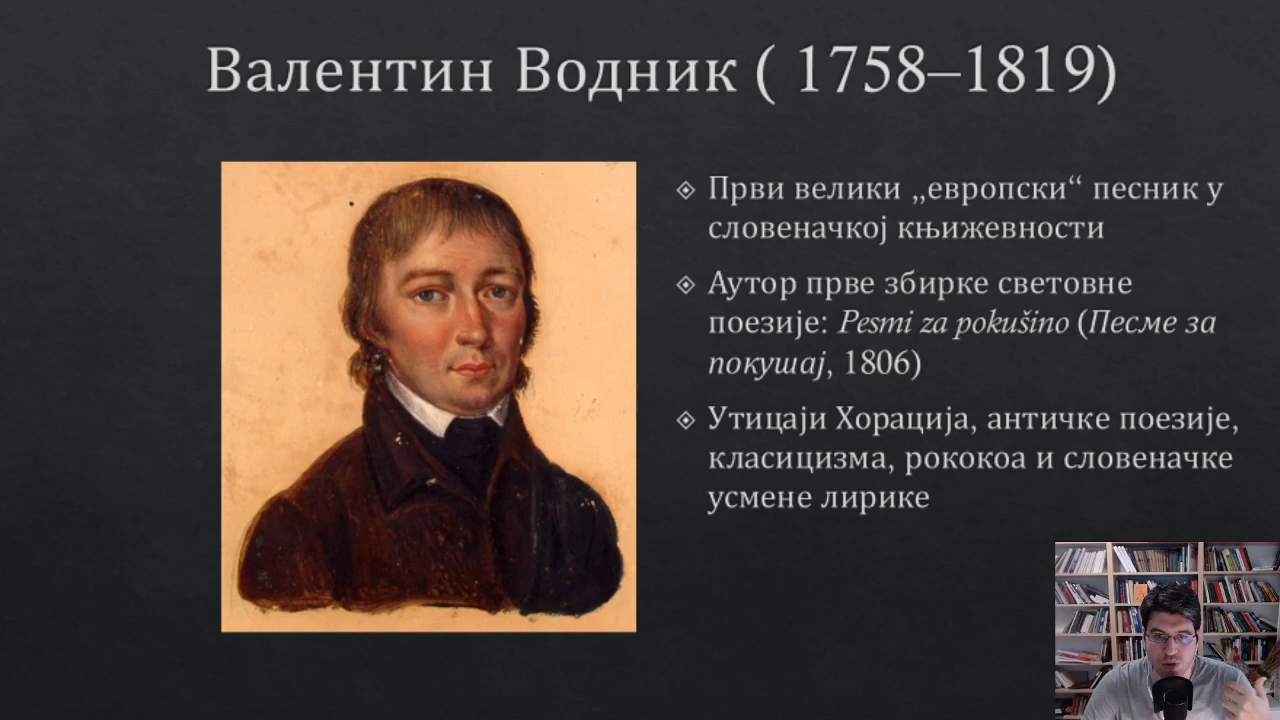 Валентин Водник ( 1758–1819)
Први велики „европски“ песник у
словеначкој књижевности
Аутор прве збирке световне
поезије: Pesmi za pokušino (Песме за
покушај, 1806)
Утицаји Хорација, античке поезије,
класицизма, рококоа и словеначке
усмене лирике